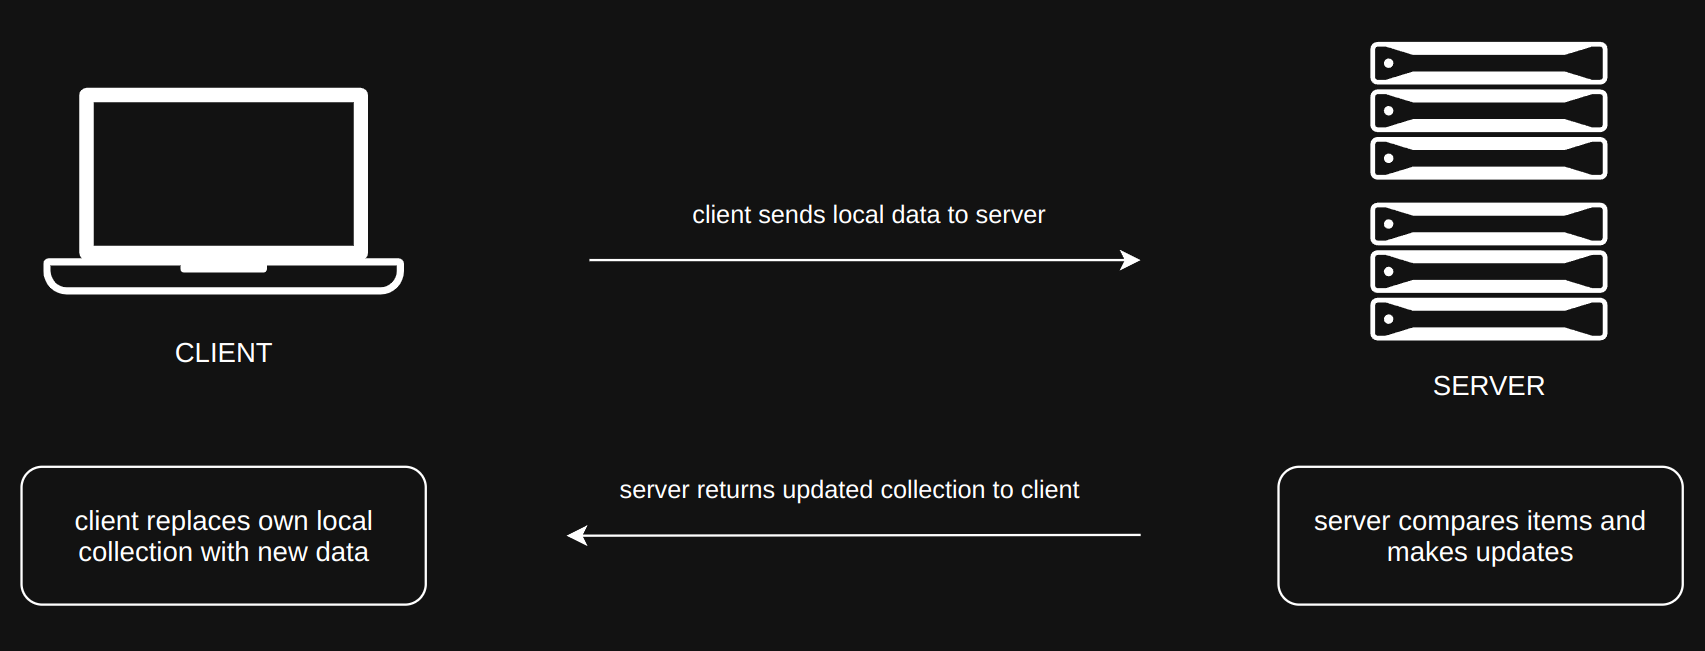 client sends local data to server
CLIENT
SERVER
server returns updated collection to client
client replaces own local
collection with new data
server compares items and
makes updates